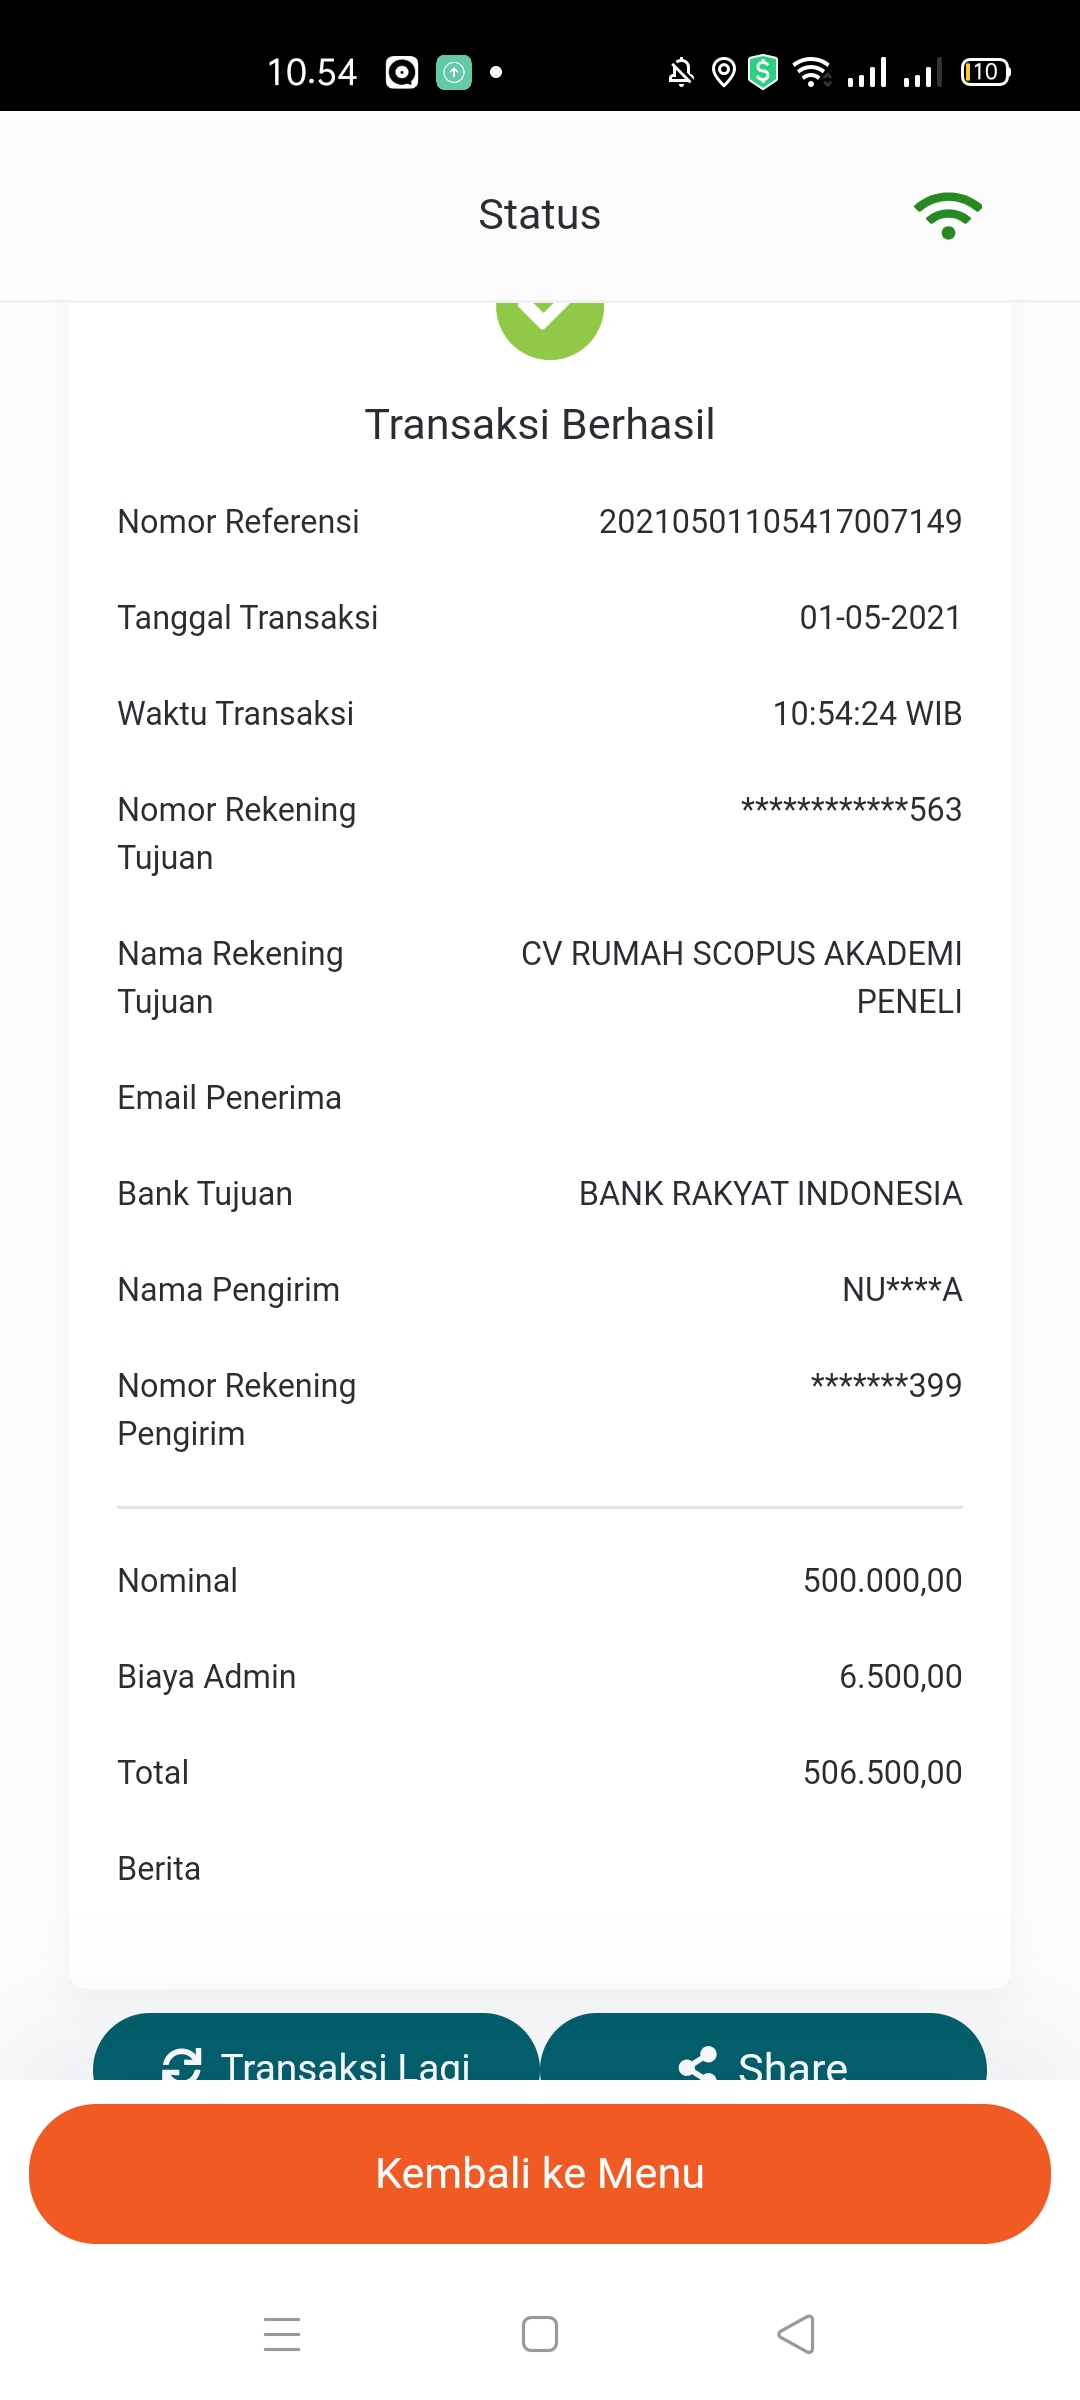 10.54
10
Status
Transaksi Berhasil
Nomor Referensi 20210501105417007149
Tanggal Transaksi 01-05-2021
Waktu Transaksi 10:54:24 WIB
Nomor Rekening ************563
Tujuan
Nama Rekening CV RUMAH SCOPUS AKADEMI
Tujuan PENELI
Email Penerima
Bank Tujuan BANK RAKYAT INDONESIA
Nama Pengirim NU****A
Nomor Rekening *******399
Pengirim
Nominal 500.000,00
Biaya Admin 6.500,00
Total 506.500,00
Berita
Transaksi Lagi Share
Kembali ke Menu